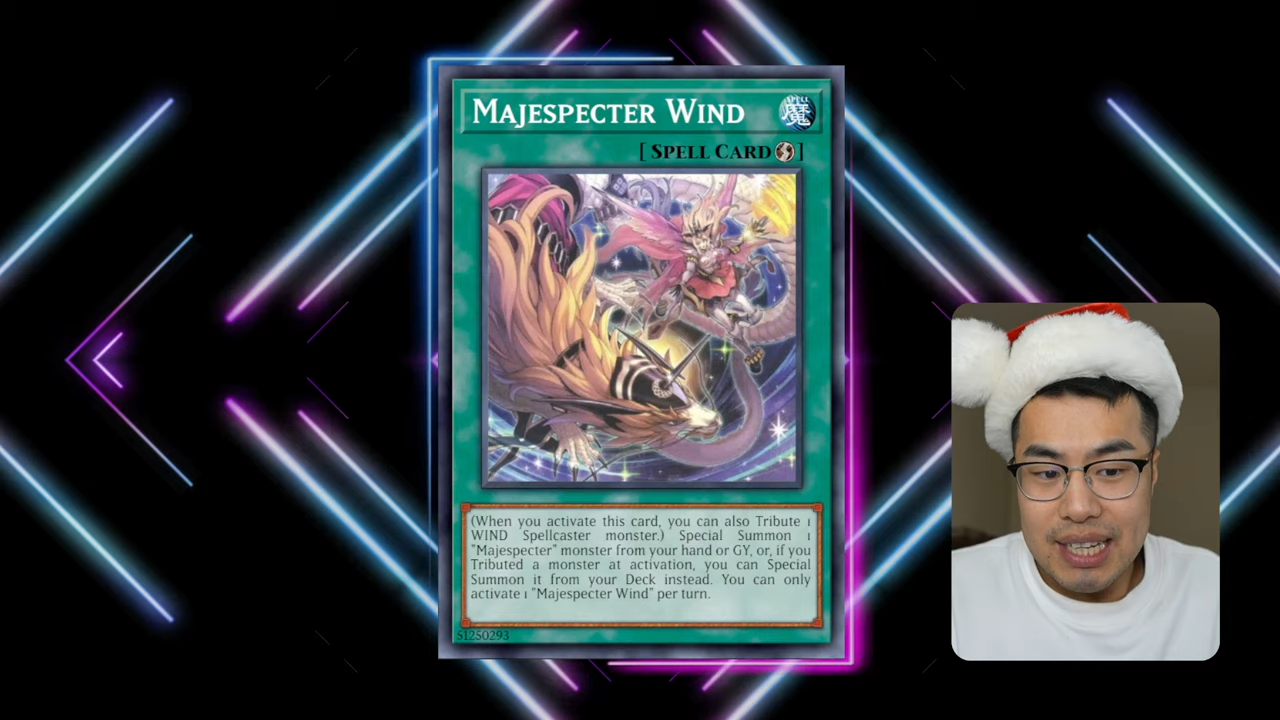 MAJESPECTER WIND
SPELL
魔
[ SPELL CARD ]
(When you activate this card, you can also Tribute 1
WIND Spellcaster monster.) Special Summon 1
"Majespecter" monster from your hand or GY, or, if you
Tributed a monster at activation, you can Special
Summon it from your Deck instead. You can only
activate 1 "Majespecter Wind" per turn.
51250293